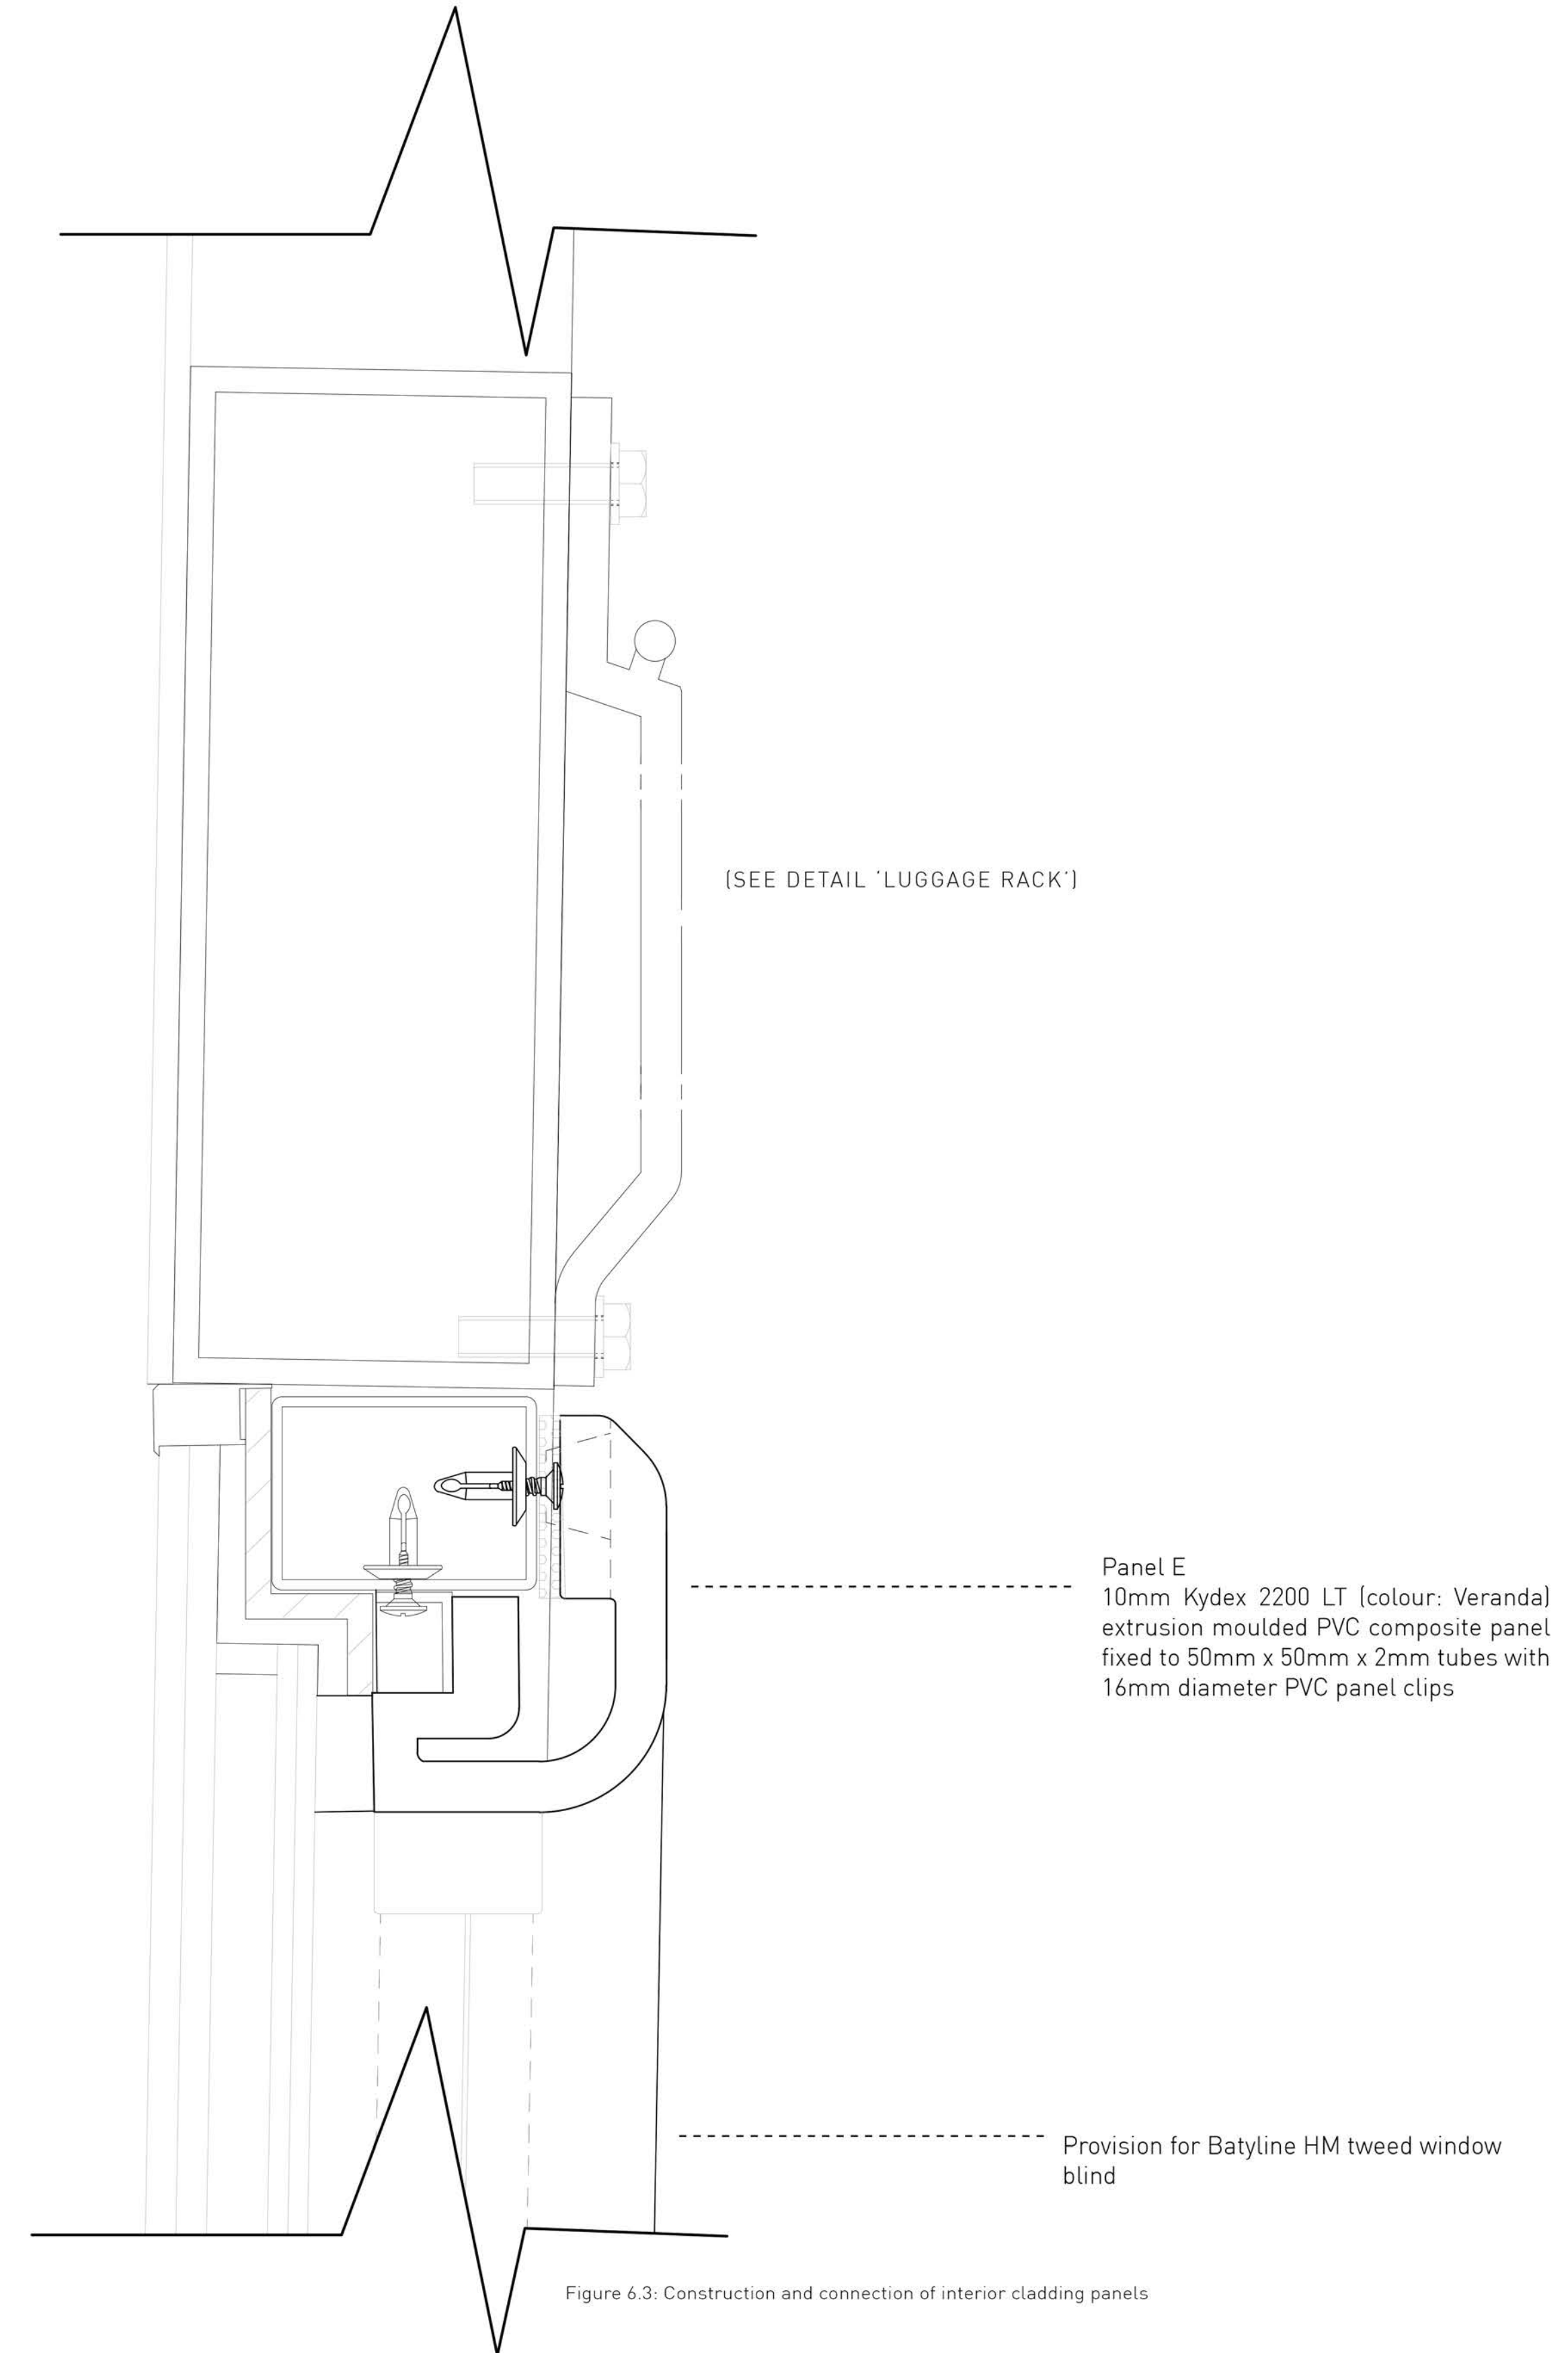 (SEE DETAIL ‘LUGGAGE RACK’)
Panel E
10mm Kydex 2200 LT (colour: Veranda)
extrusion moulded PVC composite panel
fixed to 50mm x 50mm x 2mm tubes with
16mm diameter PVC panel clips
Provision for Batyline HM tweed window
blind
Figure 6.3: Construction and connection of interior cladding panels